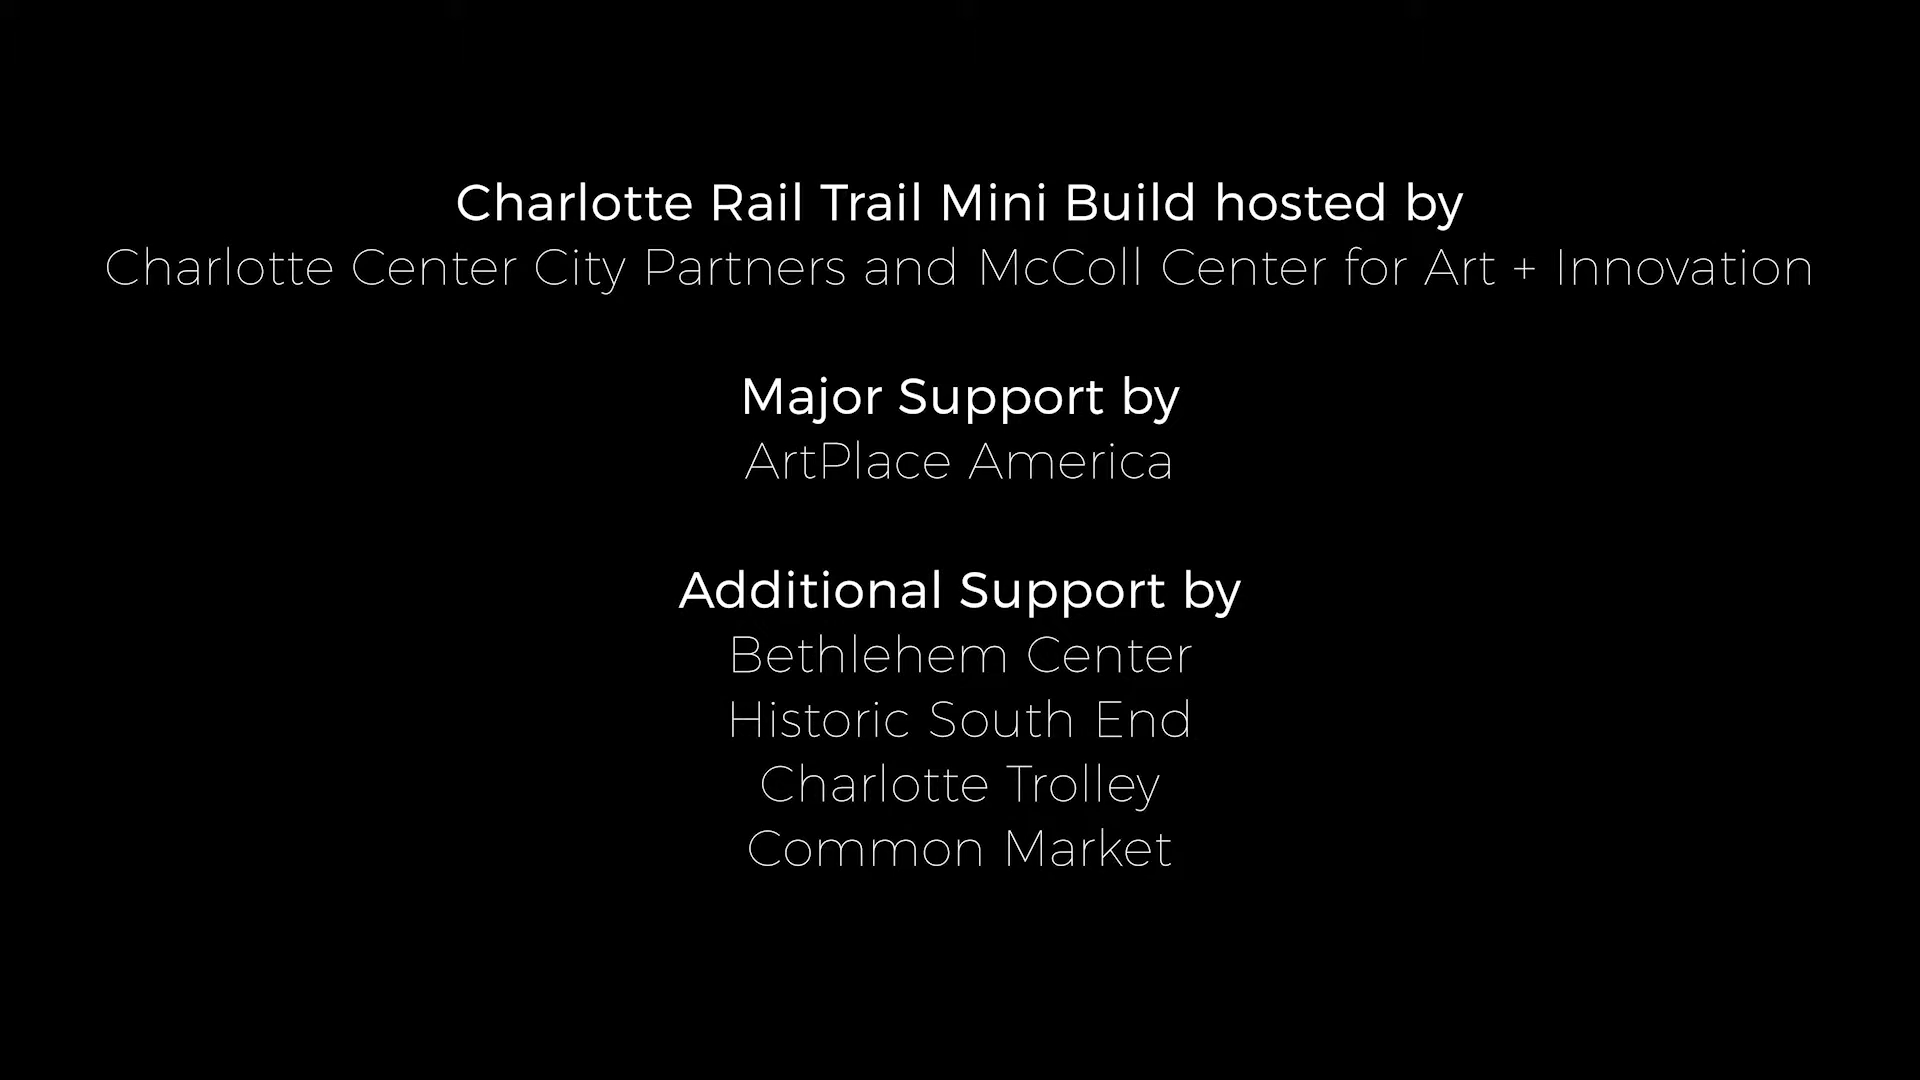 Charlotte Rail Trail Mini Build hosted by
Charlotte Center City Partners and McColl Center for Art + Innovation
Major Support by
ArtPlace America
Additional Support by
Bethlehem Center
Historic South End
Charlotte Trolley
Common Market